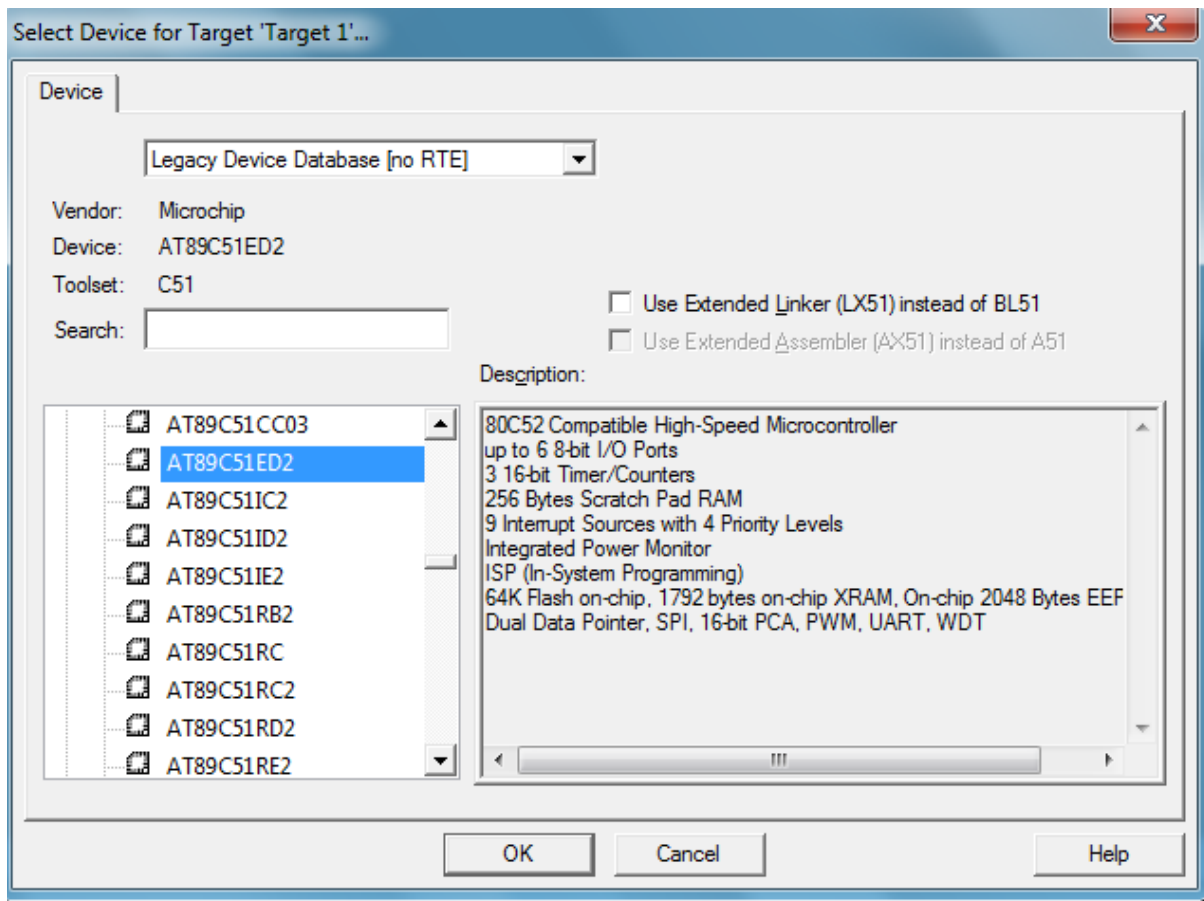 Select Device for Target 'Target 1'...
Device
Legacy Device Database [no RTE]
Vendor: Microchip
Device: AT89C51ED2
Toolset: C51
Search:
Use Extended Linker (LX51) instead of BL51
Use Extended Assembler (AX51) instead of A51
Description:
AT89C51CC03
AT89C51ED2
AT89C51IC2
AT89C51ID2
AT89C51IE2
AT89C51RB2
AT89C51RC
AT89C51RC2
AT89C51RD2
AT89C51RE2
80C52 Compatible High-Speed Microcontroller
up to 6 8-bit I/O Ports
3 16-bit Timer/Counters
256 Bytes Scratch Pad RAM
9 Interrupt Sources with 4 Priority Levels
Integrated Power Monitor
ISP (In-System Programming)
64K Flash on-chip, 1792 bytes on-chip XRAM, On-chip 2048 Bytes EEF
Dual Data Pointer, SPI, 16-bit PCA, PWM, UART, WDT
OK
Cancel
Help